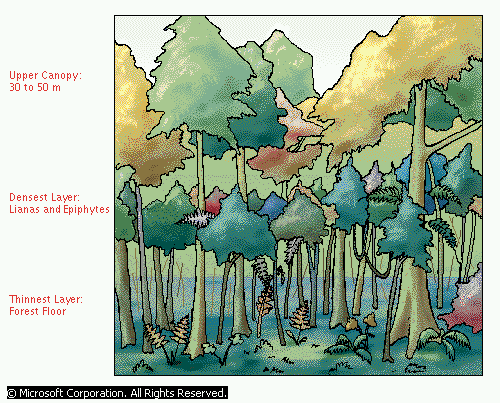 Upper Canopy:
30 to 50 m
Densest Layer:
Lianas and Epiphytes
Thinnest Layer:
Forest Floor
© Microsoft Corporation. All Rights Reserved.